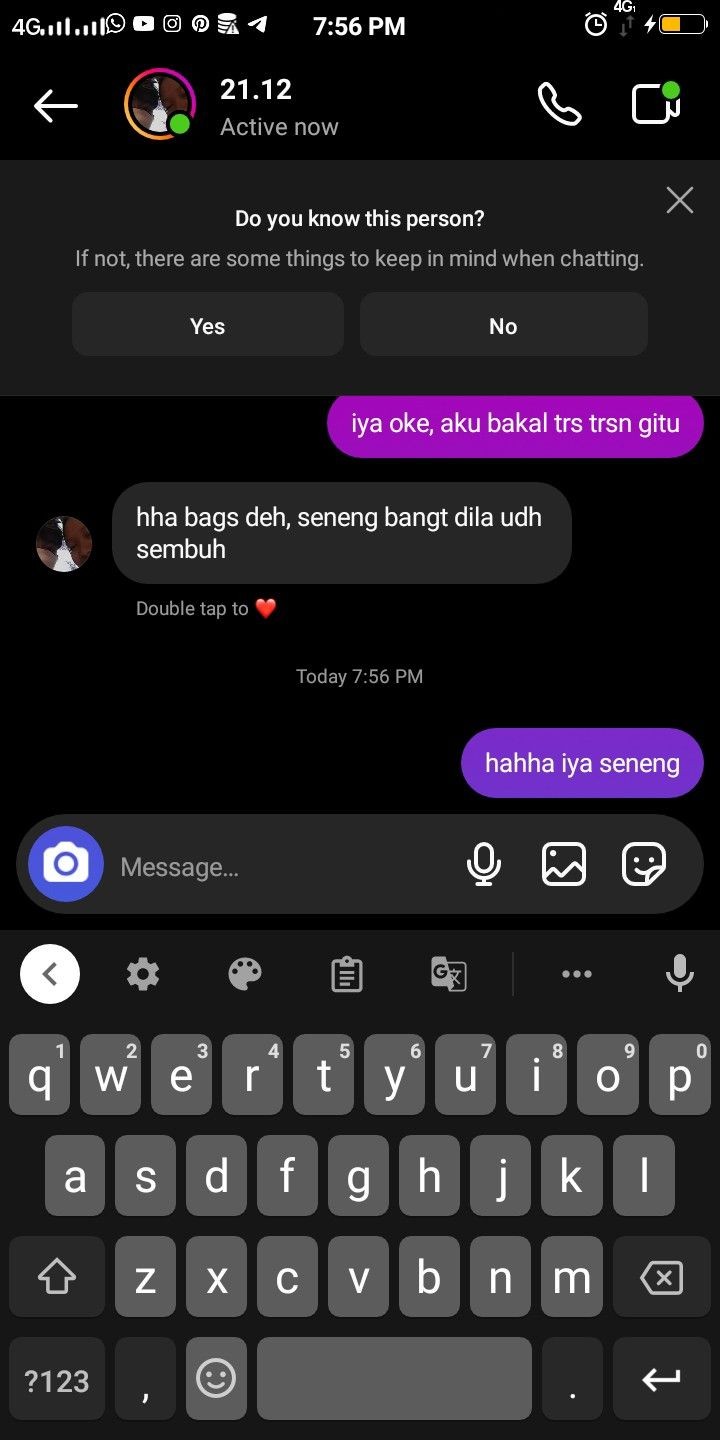 4G 7:56 PM 4G
21.12
Active now
Do you know this person?
If not, there are some things to keep in mind when chatting.
Yes No
iya oke, aku bakal trs trsn gitu
hha bags deh, seneng bangt dila udh
sembuh
Double tap to ❤️
Today 7:56 PM
hahha iya seneng
Message...
G 文
1 2 3 4 5 6 7 8 9 0
q w e r t y u i o p
a s d f g h j k l
z x c v b n m
?123 , .